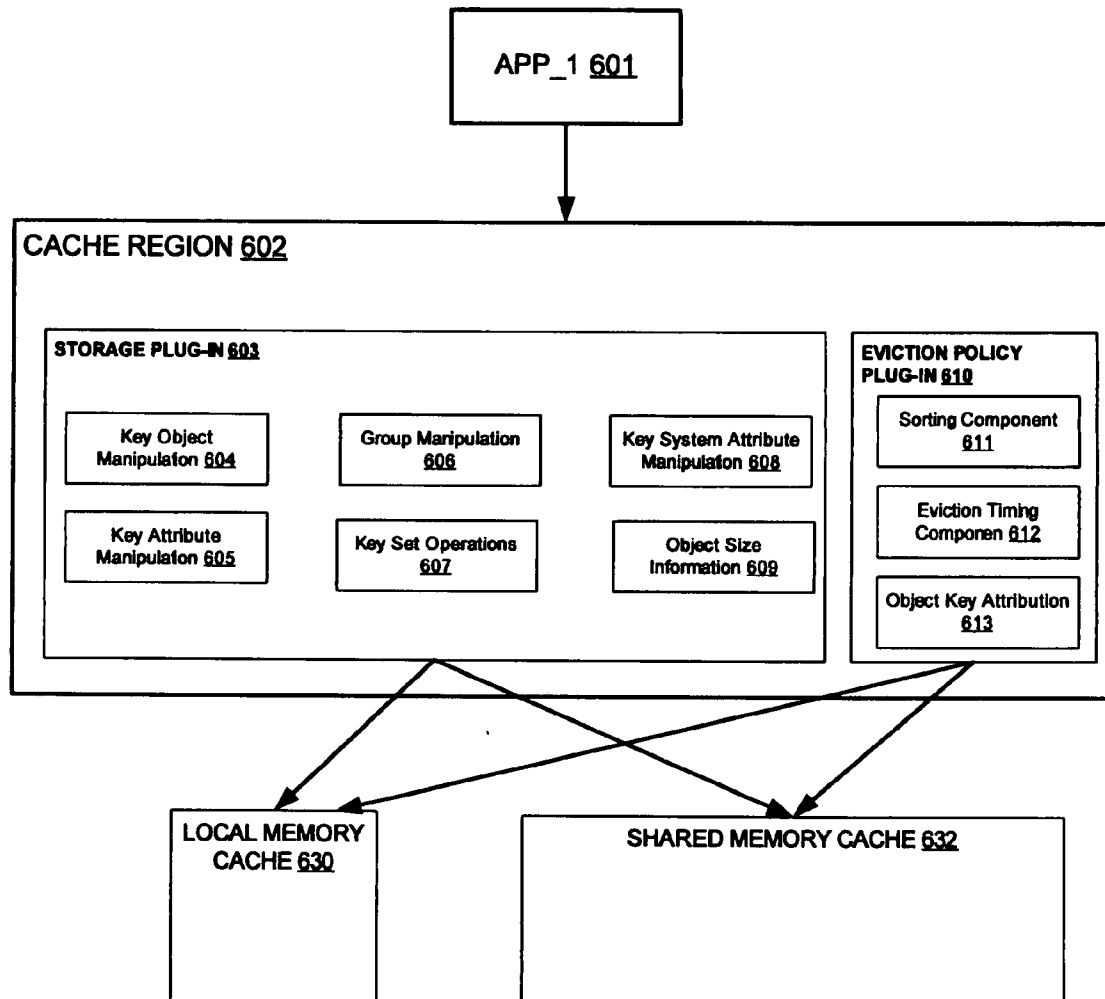 APP_1 601
CACHE REGION 602
STORAGE PLUG-IN 603
Key Object
Manipulaton 604
Group Manipulation
606
Key System Attribute
Manipulaton 608
Key Attribute
Manipulaton 605
Key Set Operations
607
Object Size
Information 609
EVICTION POLICY
PLUG-IN 610
Sorting Component
611
Eviction Timing
Componen 612
Object Key Attribution
613
LOCAL MEMORY
CACHE 630
SHARED MEMORY CACHE 632